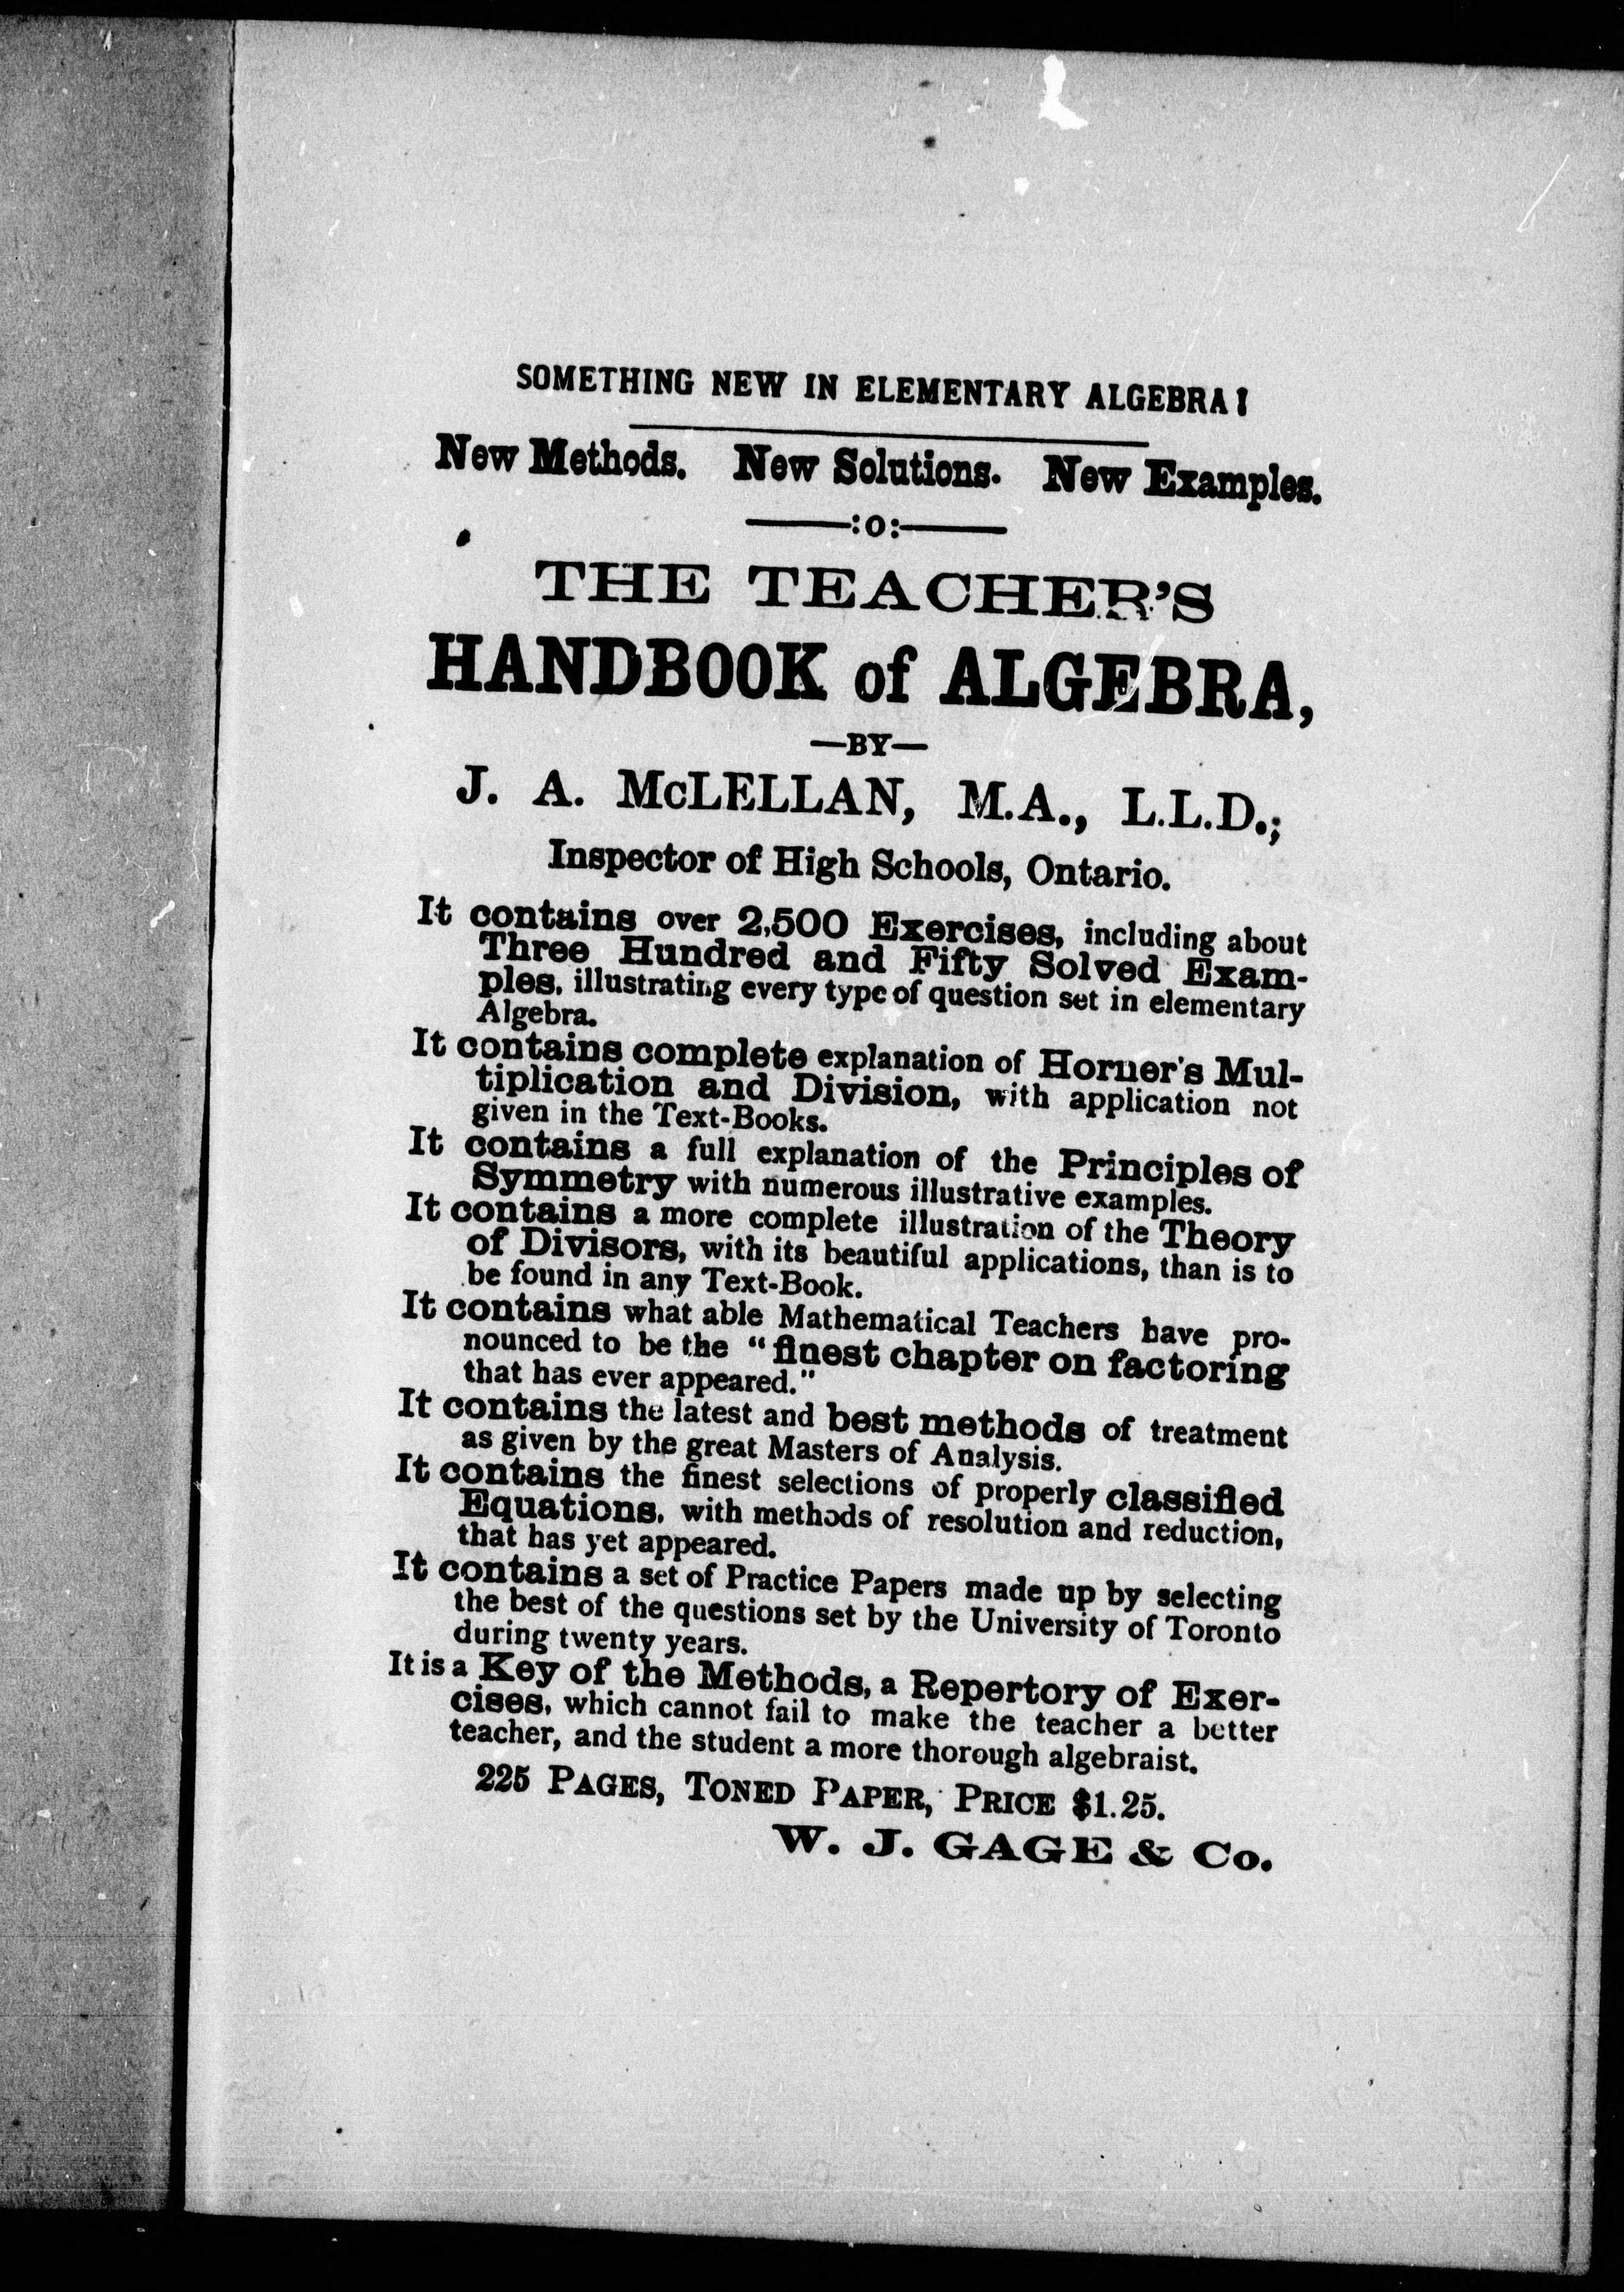 SOMETHING NEW IN ELEMENTARY ALGEBRA!
New Methods. New Solutions. New Examples.
:o:
THE TEACHER'S
HANDBOOK of ALGEBRA,
—BY—
J. A. McLELLAN, M.A., L.L.D.,;
Inspector of High Schools, Ontario.
It contains over 2,500 Exercises, including about
Three Hundred and Fifty Solved Exam-
ples, illustrating every type of question set in elementary
Algebra.
It contains complete explanation of Horner's Mul-
tiplication and Division, with application not
given in the Text-Books.
It contains a full explanation of the Principles of
Symmetry with numerous illustrative examples.
It contains a more complete illustration of the Theory
of Divisors, with its beautiful applications, than is to
be found in any Text-Book.
It contains what able Mathematical Teachers have pro-
nounced to be the "finest chapter on factoring
that has ever appeared."
It contains the latest and best methods of treatment
as given by the great Masters of Analysis.
It contains the finest selections of properly classified
Equations, with methods of resolution and reduction,
that has yet appeared.
It contains a set of Practice Papers made up by selecting
the best of the questions set by the University of Toronto
during twenty years.
It is a Key of the Methods, a Repertory of Exer-
cises, which cannot fail to make the teacher a better
teacher, and the student a more thorough algebraist.
225 PAGES, TONED PAPER, PRICE $1.25.
W. J. GAGE & Co.